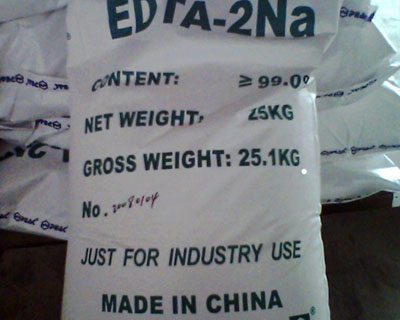 EDTA-2Na
CONTENT: ≥ 99.0%
NET WEIGHT: 25KG
GROSS WEIGHT: 25.1KG
No. 20080104
JUST FOR INDUSTRY USE
MADE IN CHINA